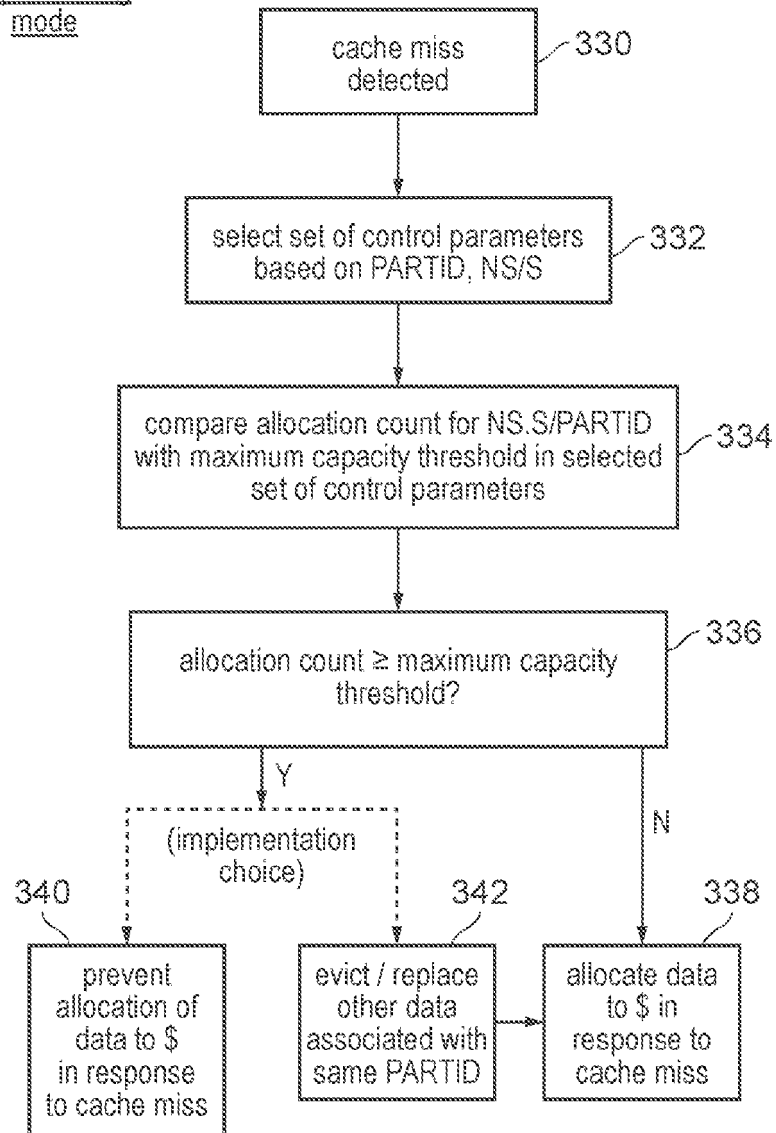 mode
cache miss
detected
330
select set of control parameters
based on PARTID, NS/S
332
compare allocation count for NS.S/PARTID
with maximum capacity threshold in selected
set of control parameters
334
allocation count ≥ maximum capacity
threshold?
336
Y
N
(implementation
choice)
340
342
338
prevent
allocation of
data to $
in response
to cache miss
evict / replace
other data
associated with
same PARTID
allocate data
to $ in
response to
cache miss